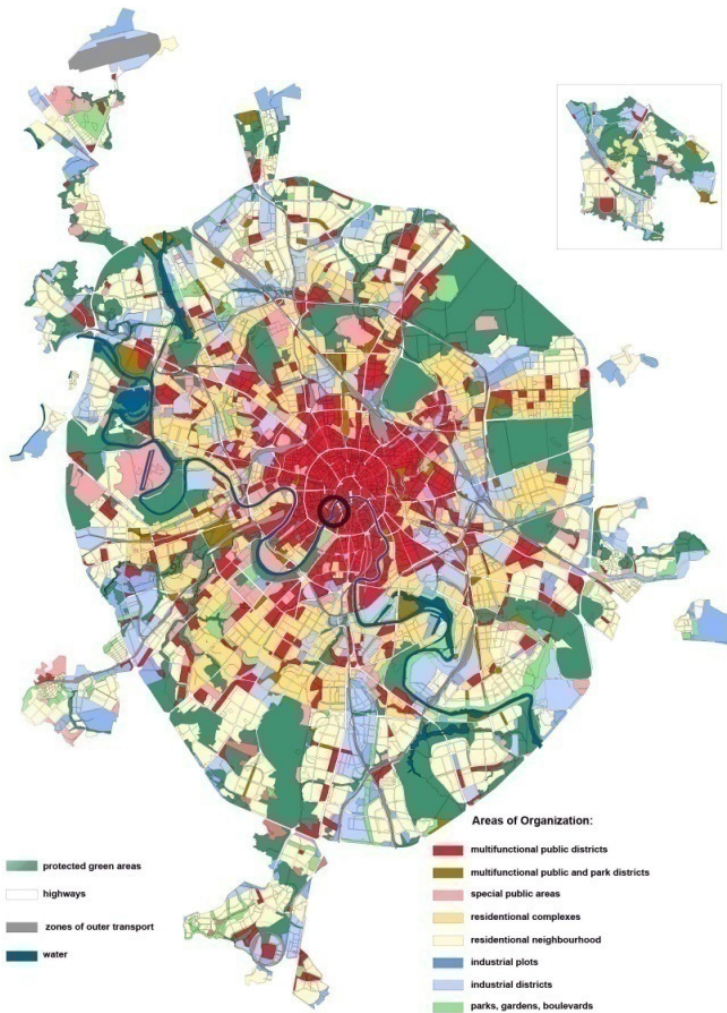 protected green areas
highways
zones of outer transport
water
Areas of Organization:
multifunctional public districts
multifunctional public and park districts
special public areas
residentional complexes
residentional neighbourhood
industrial plots
industrial districts
parks, gardens, boulevards